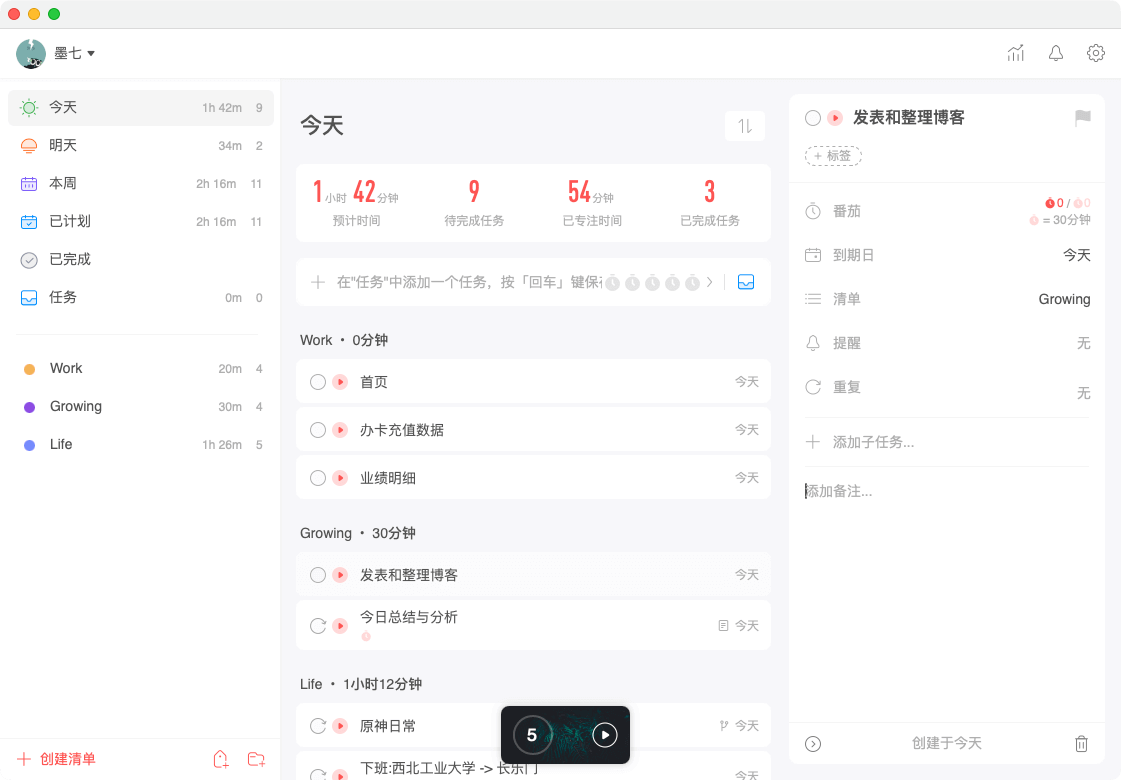 墨七
今天 1h 42m 9
明天 34m 2
本周 2h 16m 11
已计划 2h 16m 11
已完成
任务 0m 0
Work 20m 4
Growing 30m 4
Life 1h 26m 5
创建清单
今天
1小时42分钟 9 54分钟 3
预计时间 待完成任务 已专注时间 已完成任务
在"任务"中添加一个任务，按「回车」键保存
Work • 0分钟
首页 今天
办卡充值数据 今天
业绩明细 今天
Growing • 30分钟
发表和整理博客 今天
今日总结与分析 今天
Life • 1小时12分钟
原神日常 今天
下班:西北工业大学 -> 长乐门 今天
5
发表和整理博客
+ 标签
番茄 0 / 0
= 30分钟
到期日 今天
清单 Growing
提醒 无
重复 无
添加子任务...
添加备注...
创建于今天